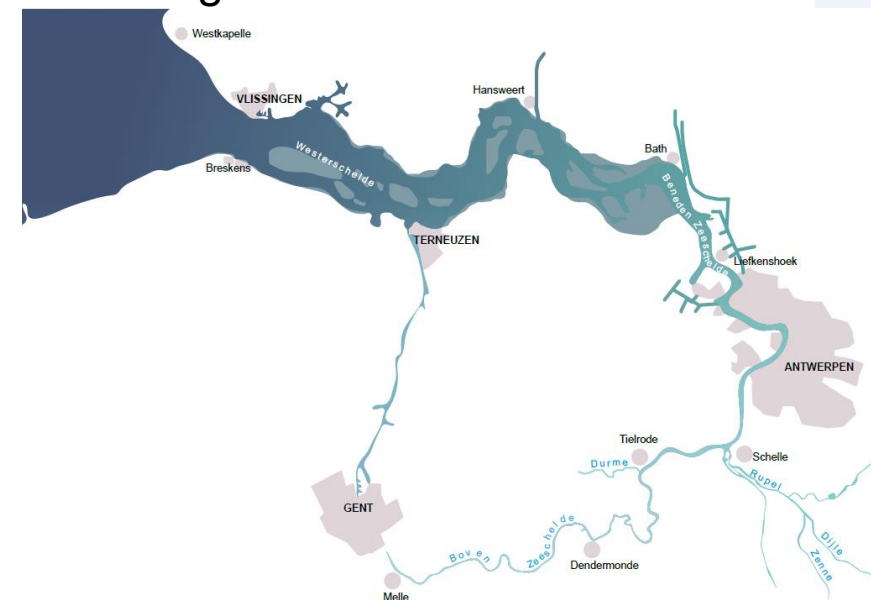 Westkapelle
VLISSINGEN
Hansweert
Westerschelde
Bath
Breskens
Beneden Zeeschelde
TERNEUZEN
Liefkenshoek
ANTWERPEN
Tielrode
Schelle
Durme
Rupel
GENT
Boven Zeeschelde
Dijle
Zenne
Dendermonde
Melle